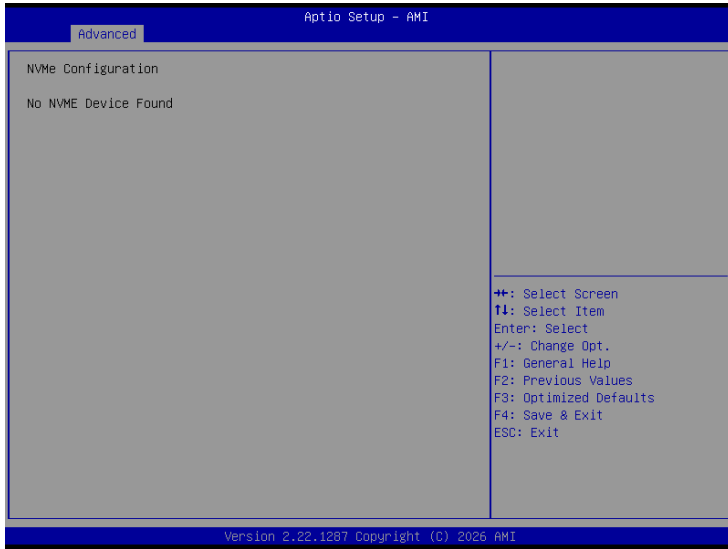 Aptio Setup – AMI
Advanced
NVMe Configuration
No NVME Device Found
→←: Select Screen
↑↓: Select Item
Enter: Select
+/-: Change Opt.
F1: General Help
F2: Previous Values
F3: Optimized Defaults
F4: Save & Exit
ESC: Exit
Version 2.22.1287 Copyright (C) 2026 AMI